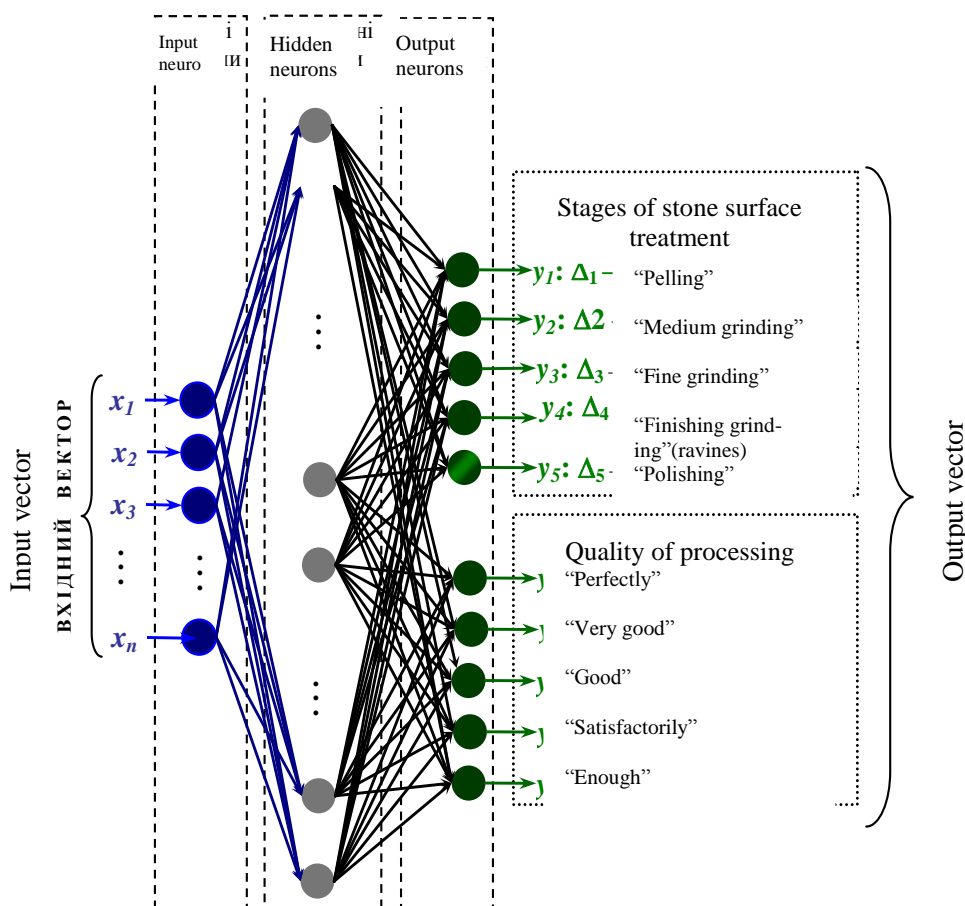 Input
neuro
і
ни
Hidden
neurons
ні
и
Output
neurons
Stages of stone surface
treatment
y1: Δ1 –
“Pelling”
y2: Δ2
“Medium grinding”
y3: Δ3 -
“Fine grinding”
y4: Δ4
“Finishing grind-
ing”(ravines)
y5: Δ5 -
“Polishing”
Input vector
ВХІДНИЙ ВЕКТОР
x1
x2
x3
...
xn
...
...
...
Quality of processing
y
“Perfectly”
y
“Very good”
y
“Good”
y
“Satisfactorily”
y
“Enough”
Output vector